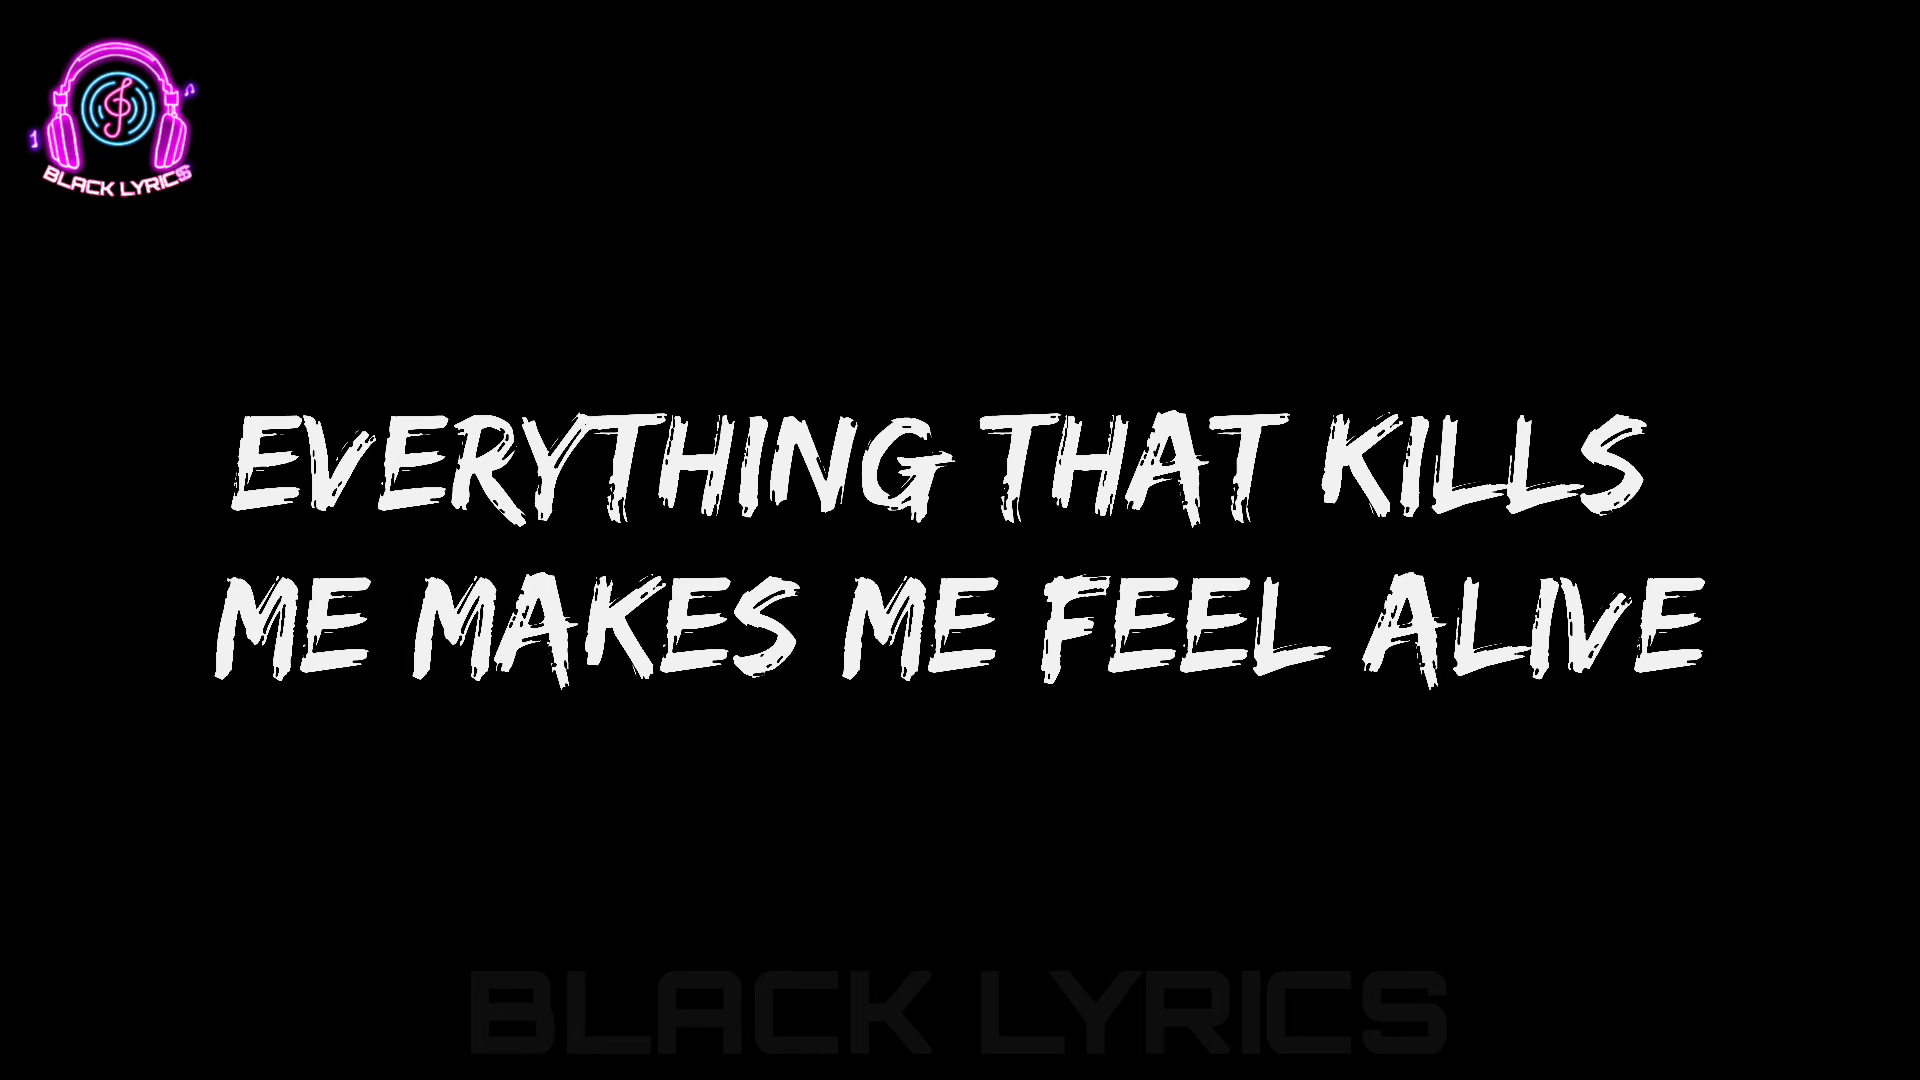 BLACK LYRICS
EVERYTHING THAT KILLS
ME MAKES ME FEEL ALIVE
BLACK LYRICS